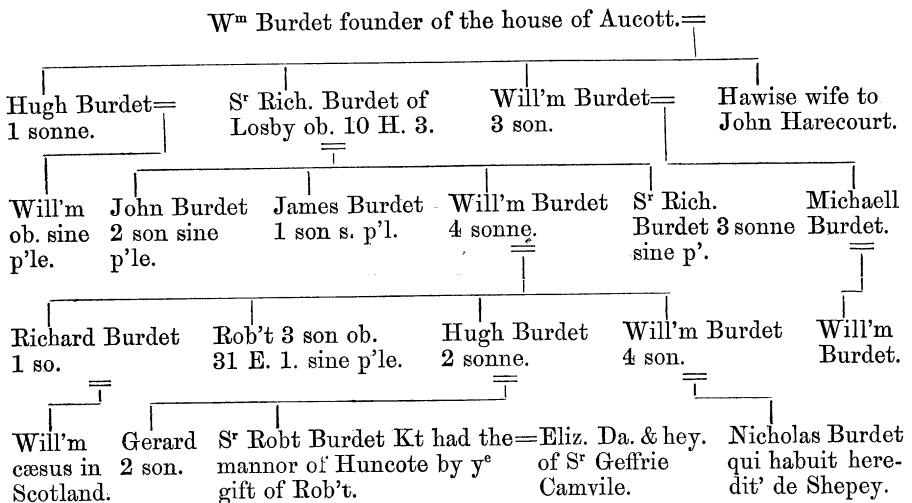 Wᵐ Burdet founder of the house of Aucott.=
Hugh Burdet=
1 sonne.
Sʳ Rich. Burdet of
Losby ob. 10 H. 3.
=
Will'm Burdet=
3 son.
Hawise wife to
John Harecourt.
Will'm
ob. sine
p'le.
John Burdet
2 son sine
p'le.
James Burdet
1 son s. p'l.
Will'm Burdet
4 sonne.
=
Sʳ Rich.
Burdet 3 sonne
sine p'.
Michaell
Burdet.
=
Richard Burdet
1 so.
=
Rob't 3 son ob.
31 E. 1. sine p'le.
Hugh Burdet
2 sonne.
=
Will'm Burdet
4 son.
=
Will'm
Burdet.
Will'm
cæsus in
Scotland.
Gerard
2 son.
Sʳ Robt Burdet Kt had the=
mannor of Huncote by yᵉ
gift of Rob't.
Eliz. Da. & hey.
of Sʳ Geffrie
Camvile.
Nicholas Burdet
qui habuit here-
dit' de Shepey.